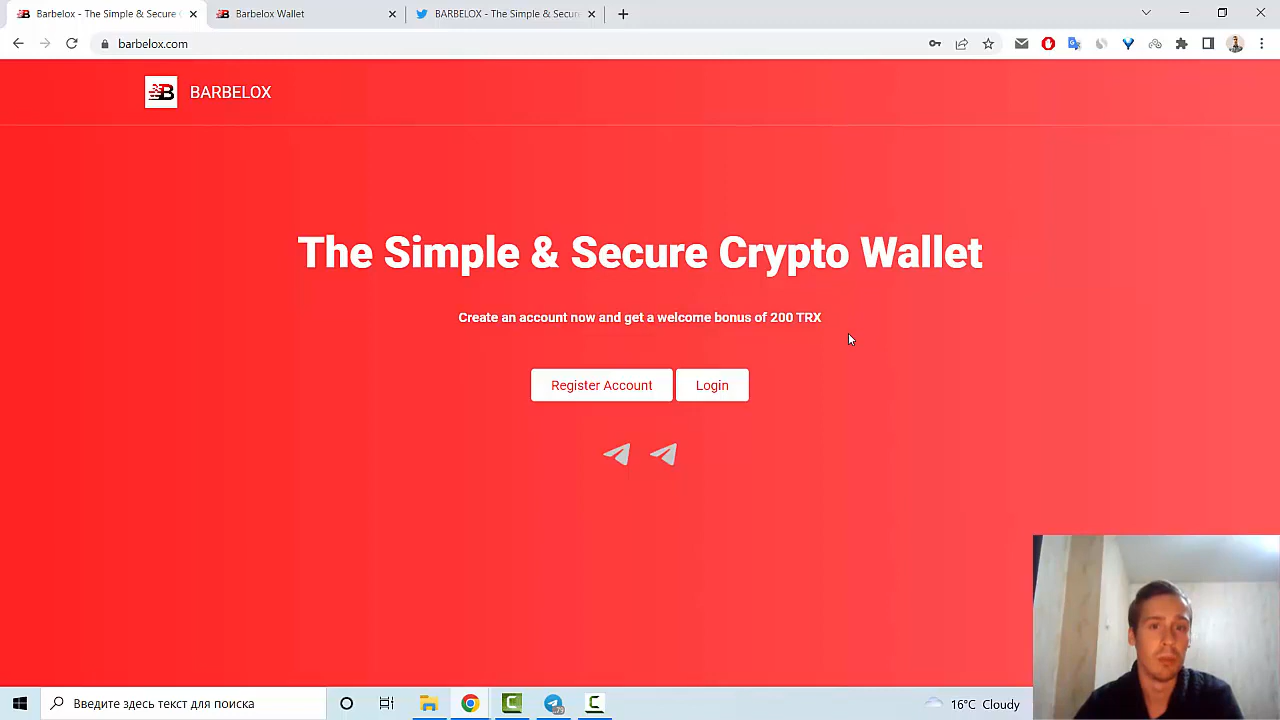 Barbelox - The Simple & Secure C
Barbelox Wallet
BARBELOX - The Simple & Secure
barbelox.com
B BARBELOX
The Simple & Secure Crypto Wallet
Create an account now and get a welcome bonus of 200 TRX
Register Account
Login
Введите здесь текст для поиска
79
16°C Cloudy